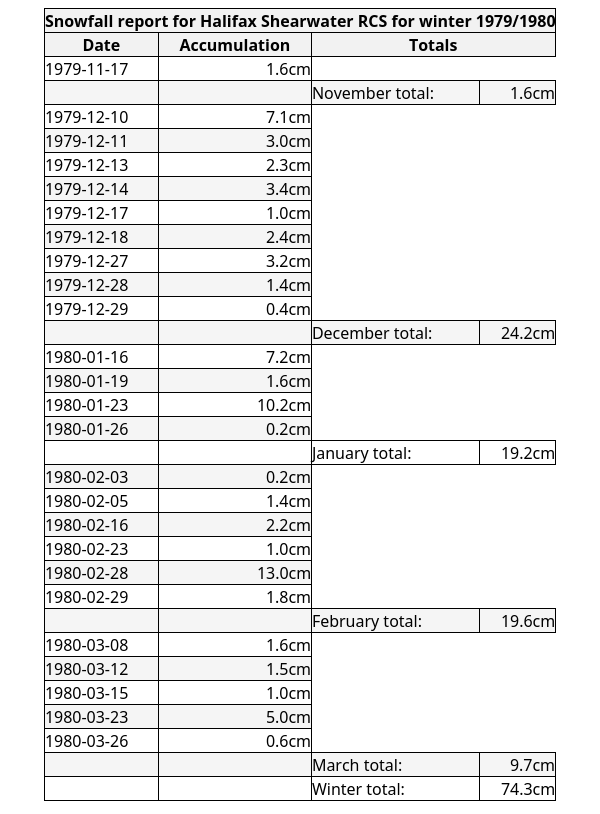 Snowfall report for Halifax Shearwater RCS for winter 1979/1980
Date Accumulation Totals
1979-11-17 1.6cm
November total: 1.6cm
1979-12-10 7.1cm
1979-12-11 3.0cm
1979-12-13 2.3cm
1979-12-14 3.4cm
1979-12-17 1.0cm
1979-12-18 2.4cm
1979-12-27 3.2cm
1979-12-28 1.4cm
1979-12-29 0.4cm
December total: 24.2cm
1980-01-16 7.2cm
1980-01-19 1.6cm
1980-01-23 10.2cm
1980-01-26 0.2cm
January total: 19.2cm
1980-02-03 0.2cm
1980-02-05 1.4cm
1980-02-16 2.2cm
1980-02-23 1.0cm
1980-02-28 13.0cm
1980-02-29 1.8cm
February total: 19.6cm
1980-03-08 1.6cm
1980-03-12 1.5cm
1980-03-15 1.0cm
1980-03-23 5.0cm
1980-03-26 0.6cm
March total: 9.7cm
Winter total: 74.3cm